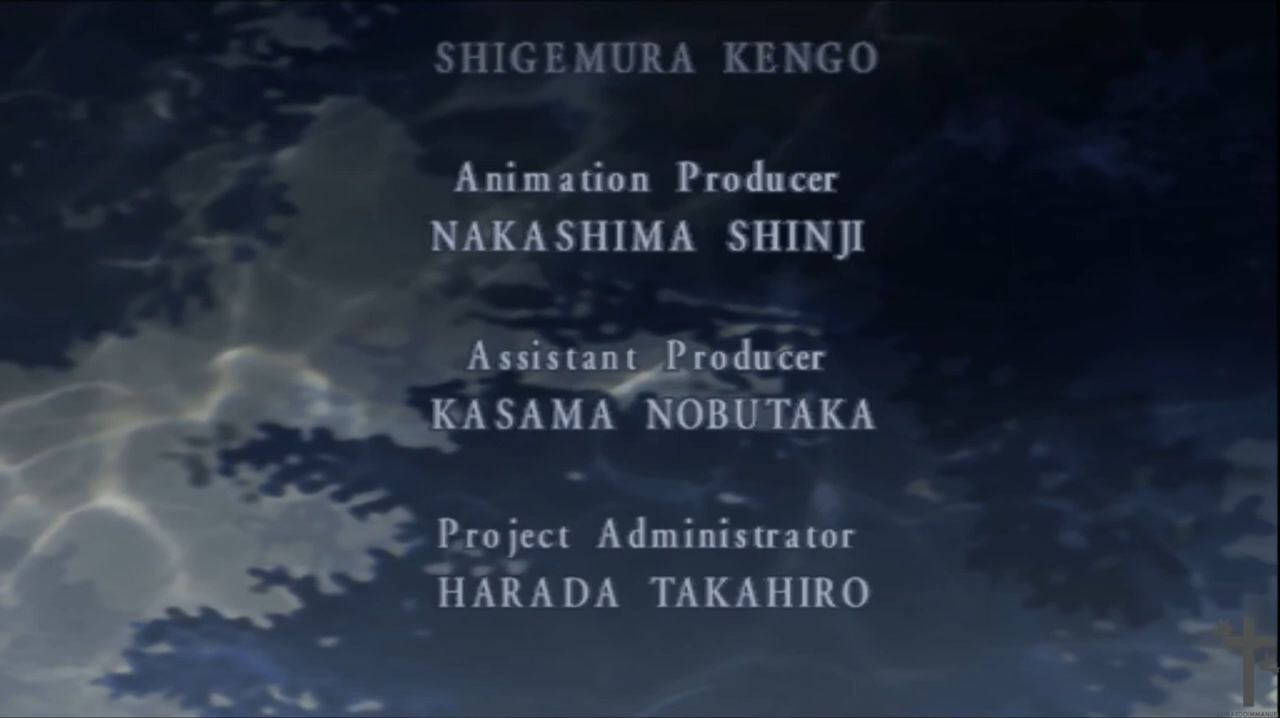 SHIGEMURA KENGO
Animation Producer
NAKASHIMA SHINJI
Assistant Producer
KASAMA NOBUTAKA
Project Administrator
HARADA TAKAHIRO